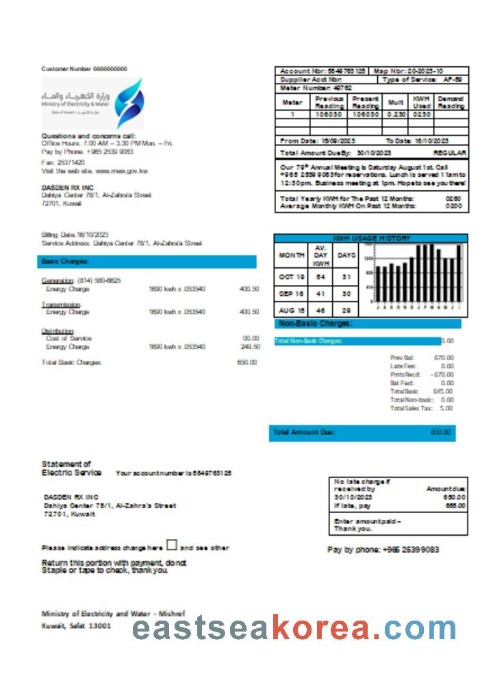 Customer Number 0000000000
وزارة الكهرباء والماء
Ministry of Electricity & Water
Questions and concerns call:
Office Hours. 7.00 AM – 3.30 PM Mon. – Fri.
Pay by Phone. +965 2539 9083
Fax: 25371420
Visit the web site. www.mew.gov.kw
DASDEN RX INC
Dahiya Center 78/1, Al-Zahra's Street
72701, Kuwait
Account Nbr: 5849763125 Map Nbr: 20-2023-10
Supplier Acct Nbr: Type of Service: AF-59
Meter Number: 49762
Meter Previous Reading Present Reading Mult KWH Used Demand Reading
1 106030 106030 0.230 0230
From Date: 16/09/2023 To Date: 16/10/2023
Total Amount Due By: 30/10/2023 REGULAR
Our 79th Annual Meeting is Saturday August 1st. Call
+965 2539 9083 for reservations. Lunch is served 11am to
12:30pm. Business meeting at 1pm. Hope to see you there!
Total Yearly KWH for The Past 12 Months: 0260
Average Monthly KWH On Past 12 Months: 0200
Billing Date. 16/10/2023
Service Address. Dahiya Center 78/1, Al-Zahra's Street
Basic Charges:
Generation. (814) 580-6625
Energy Charge 1690 kwh x .053540 400.50
Transmission:
Energy Charge 1690 kwh x .053540 400.50
Distribution:
Cost of Service 00.00
Energy Charge 1690 kwh x .053540 249.50
Total Basic Charges. 650.00
KWH USAGE HISTORY
MONTH AV. DAY KWH DAYS
OCT 19 54 31
SEP 16 41 30
AUG 15 46 29
Non-Basic Charges:
Total Non-Basic Charges: 0.00
Prev Bal: 670.00
Late Fee: 0.00
Pmts Recd: - 670.00
Bal Fwd: 0.00
Total Basic 645.00
Total Non-basic: 0.00
Total Sales Tax: 5.00
Total Amount Due: 650.00
Statement of
Electric Service Your account number is 5849763125
DASDEN RX INC
Dahiya Center 78/1, Al-Zahra's Street
72701, Kuwait
No late charge if
received by Amount due:
30/10/2023 650.00
If late, pay 655.00
Enter amount paid –
Thank you.
Please indicate address change here and see other
Pay by phone: +965 25399083
Return this portion with payment, do not
Staple or tape to check, thank you.
Ministry of Electricity and Water – Mishref
Kuwait, Salat 13001
eastseakorea.com